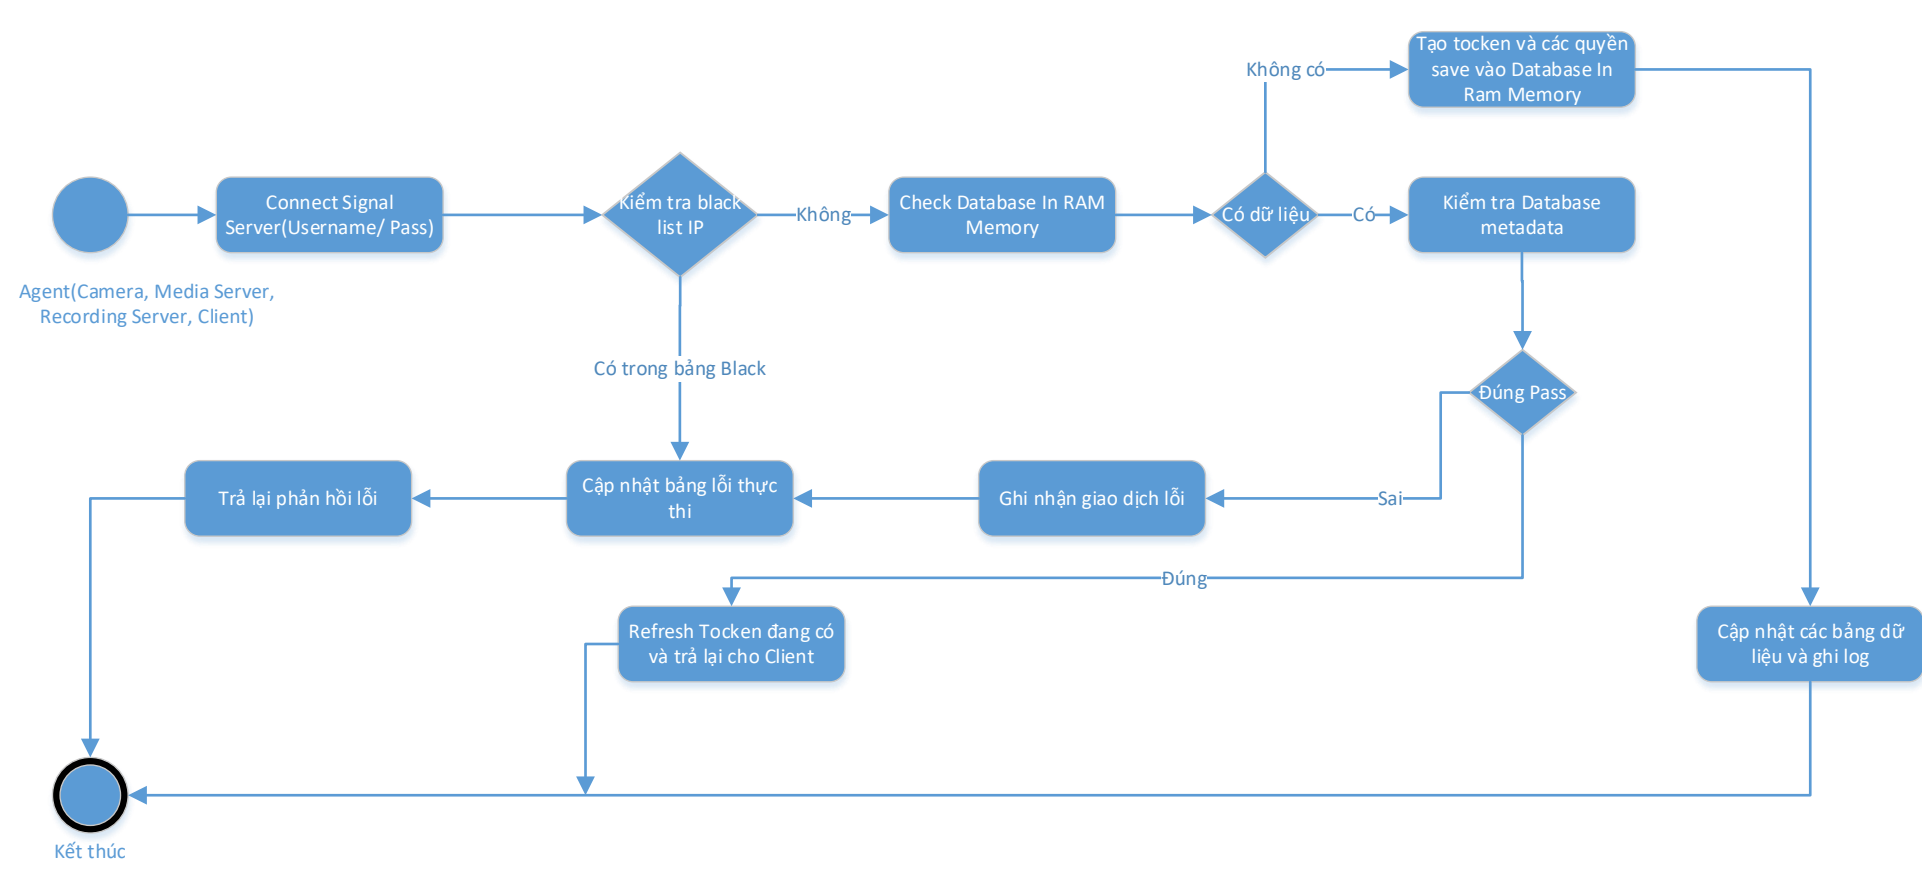 Không có
Tạo tocken và các quyền
save vào Database In
Ram Memory
Connect Signal
Server(Username/ Pass)
Kiểm tra black
list IP
Không
Check Database In RAM
Memory
Có dữ liệu
Có
Kiểm tra Database
metadata
Agent(Camera, Media Server,
Recording Server, Client)
Có trong bảng Black
Đúng Pass
Trả lại phản hồi lỗi
Cập nhật bảng lỗi thực
thi
Ghi nhận giao dịch lỗi
Sai
Đúng
Refresh Tocken đang có
và trả lại cho Client
Cập nhật các bảng dữ
liệu và ghi log
Kết thúc